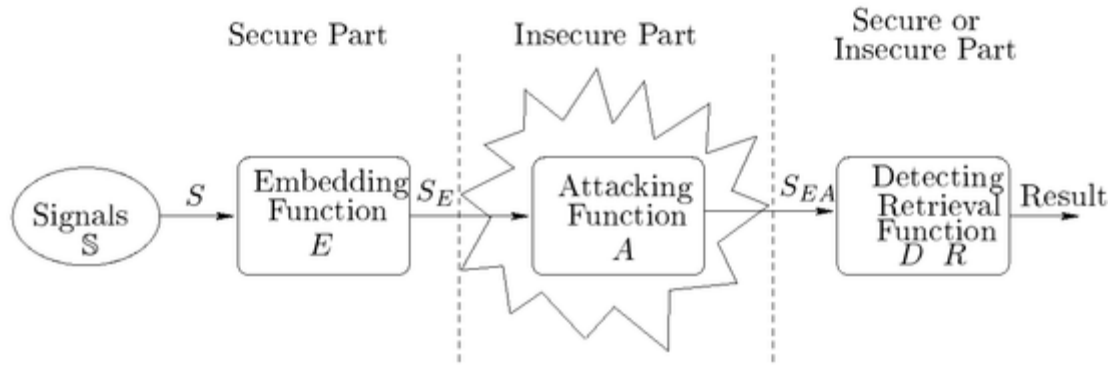 Secure Part
Insecure Part
Secure or
Insecure Part
Signals
𝕊
S
Embedding
Function
E
S_E
Attacking
Function
A
S_EA
Detecting
Retrieval
Function
D R
Result